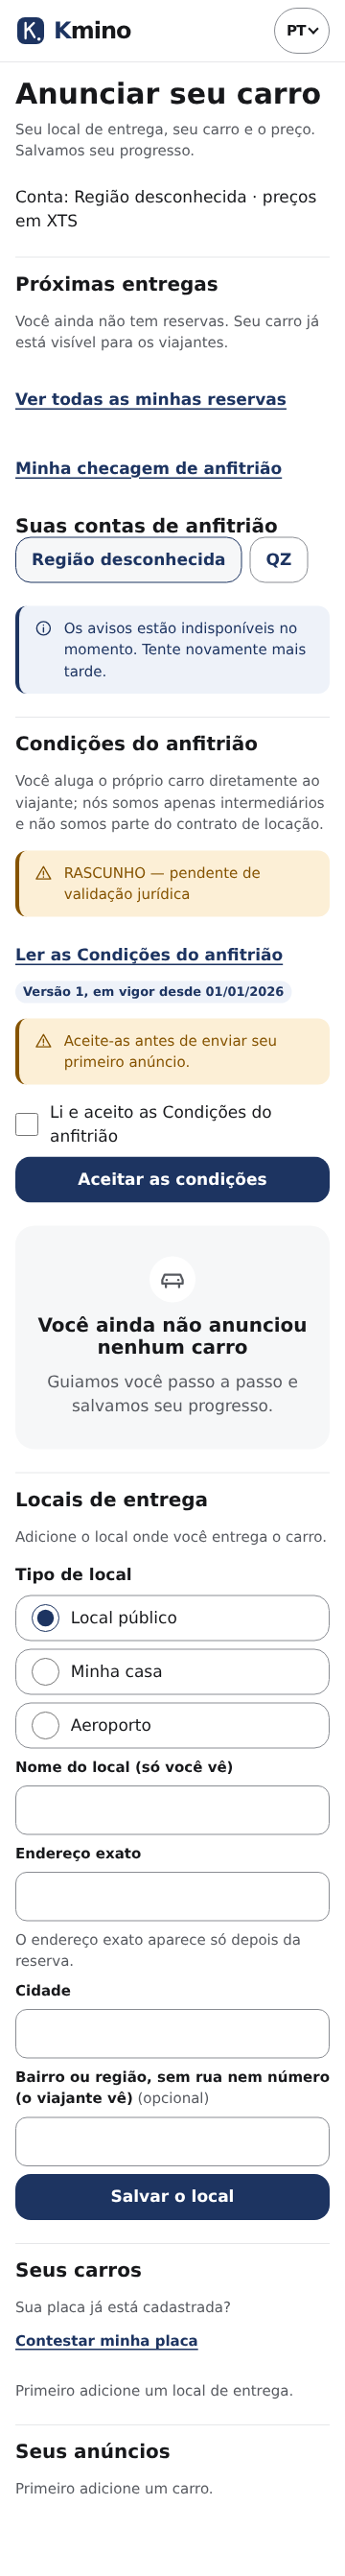 Kmino
PT
Anunciar seu carro
Seu local de entrega, seu carro e o preço.
Salvamos seu progresso.
Conta: Região desconhecida · preços
em XTS
Próximas entregas
Você ainda não tem reservas. Seu carro já
está visível para os viajantes.
Ver todas as minhas reservas
Minha checagem de anfitrião
Suas contas de anfitrião
Região desconhecida
QZ
Os avisos estão indisponíveis no
momento. Tente novamente mais
tarde.
Condições do anfitrião
Você aluga o próprio carro diretamente ao
viajante; nós somos apenas intermediários
e não somos parte do contrato de locação.
RASCUNHO — pendente de
validação jurídica
Ler as Condições do anfitrião
Versão 1, em vigor desde 01/01/2026
Aceite-as antes de enviar seu
primeiro anúncio.
Li e aceito as Condições do
anfitrião
Aceitar as condições
Você ainda não anunciou
nenhum carro
Guiamos você passo a passo e
salvamos seu progresso.
Locais de entrega
Adicione o local onde você entrega o carro.
Tipo de local
Local público
Minha casa
Aeroporto
Nome do local (só você vê)
Endereço exato
O endereço exato aparece só depois da
reserva.
Cidade
Bairro ou região, sem rua nem número
(o viajante vê) (opcional)
Salvar o local
Seus carros
Sua placa já está cadastrada?
Contestar minha placa
Primeiro adicione um local de entrega.
Seus anúncios
Primeiro adicione um carro.